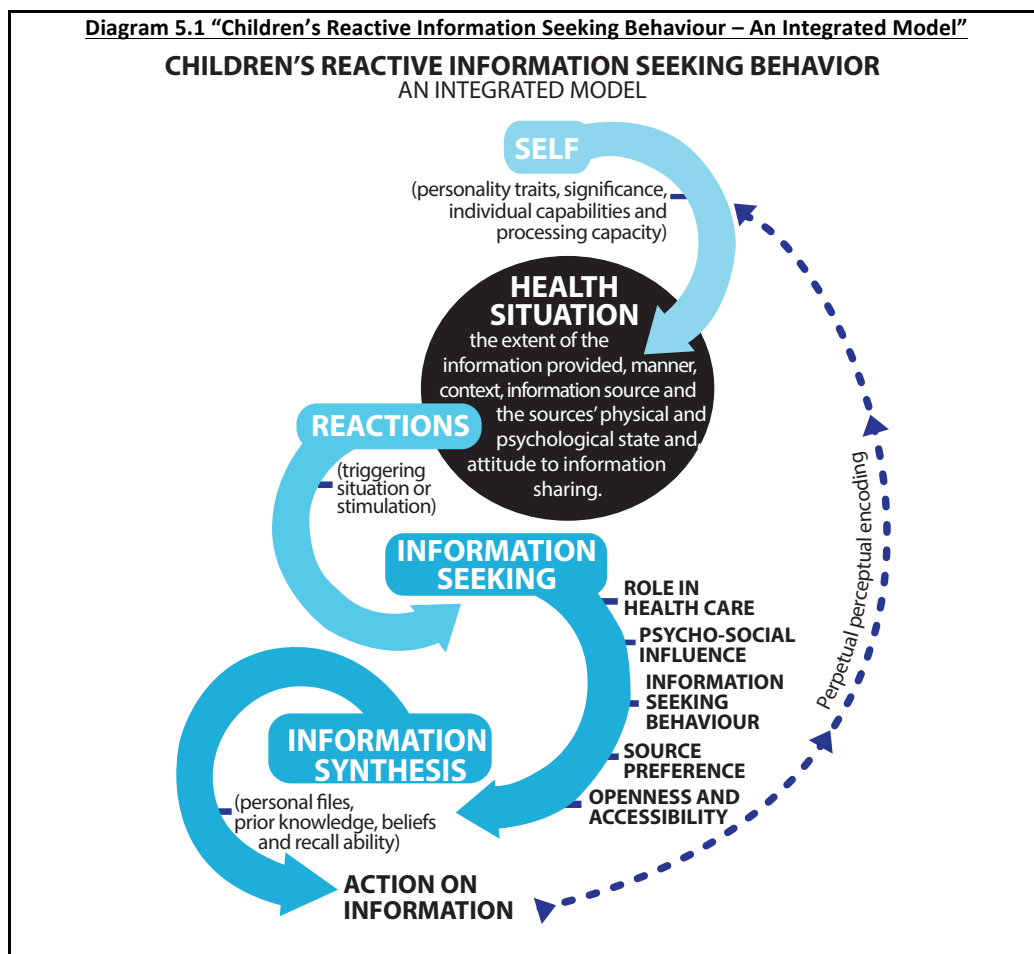 Diagram 5.1 “Children’s Reactive Information Seeking Behaviour – An Integrated Model”
CHILDREN’S REACTIVE INFORMATION SEEKING BEHAVIOR
AN INTEGRATED MODEL
SELF
(personality traits, significance,
individual capabilities and
processing capacity)
HEALTH
SITUATION
the extent of the
information provided, manner,
context, information source and
the sources’ physical and
psychological state and,
attitude to information
sharing.
REACTIONS
(triggering
situation or
stimulation)
INFORMATION
SEEKING
ROLE IN
HEALTH CARE
PSYCHO-SOCIAL
INFLUENCE
INFORMATION
SEEKING
BEHAVIOUR
SOURCE
PREFERENCE
OPENNESS AND
ACCESSIBILITY
INFORMATION
SYNTHESIS
(personal files,
prior knowledge, beliefs
and recall ability)
ACTION ON
INFORMATION
Perpetual perceptual encoding